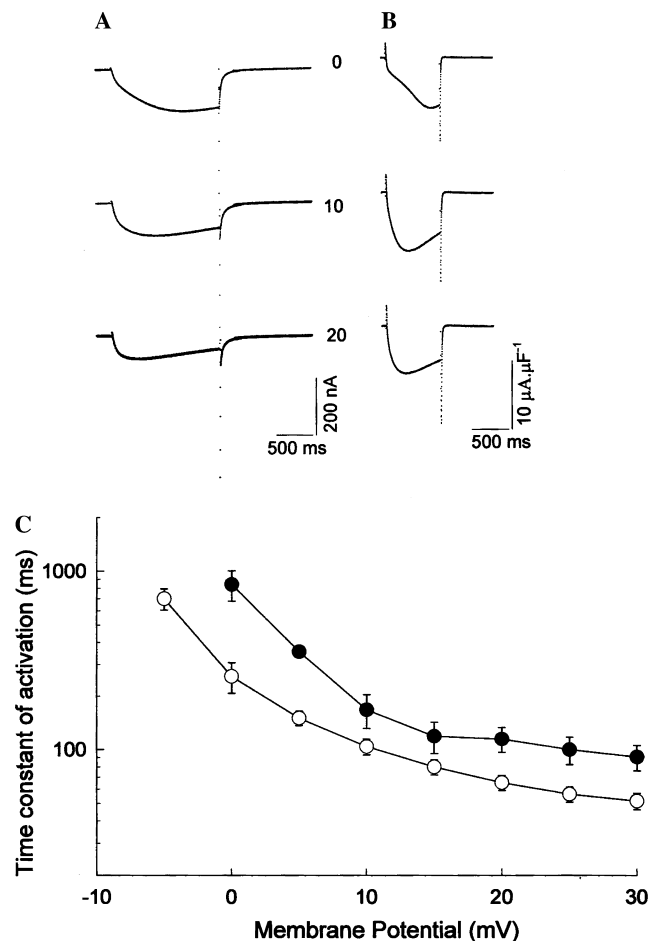 A
B
0
10
20
200 nA
500 ms
10 µA.µF⁻¹
500 ms
C
Time constant of activation (ms)
1000
100
-10 0 10 20 30
Membrane Potential (mV)